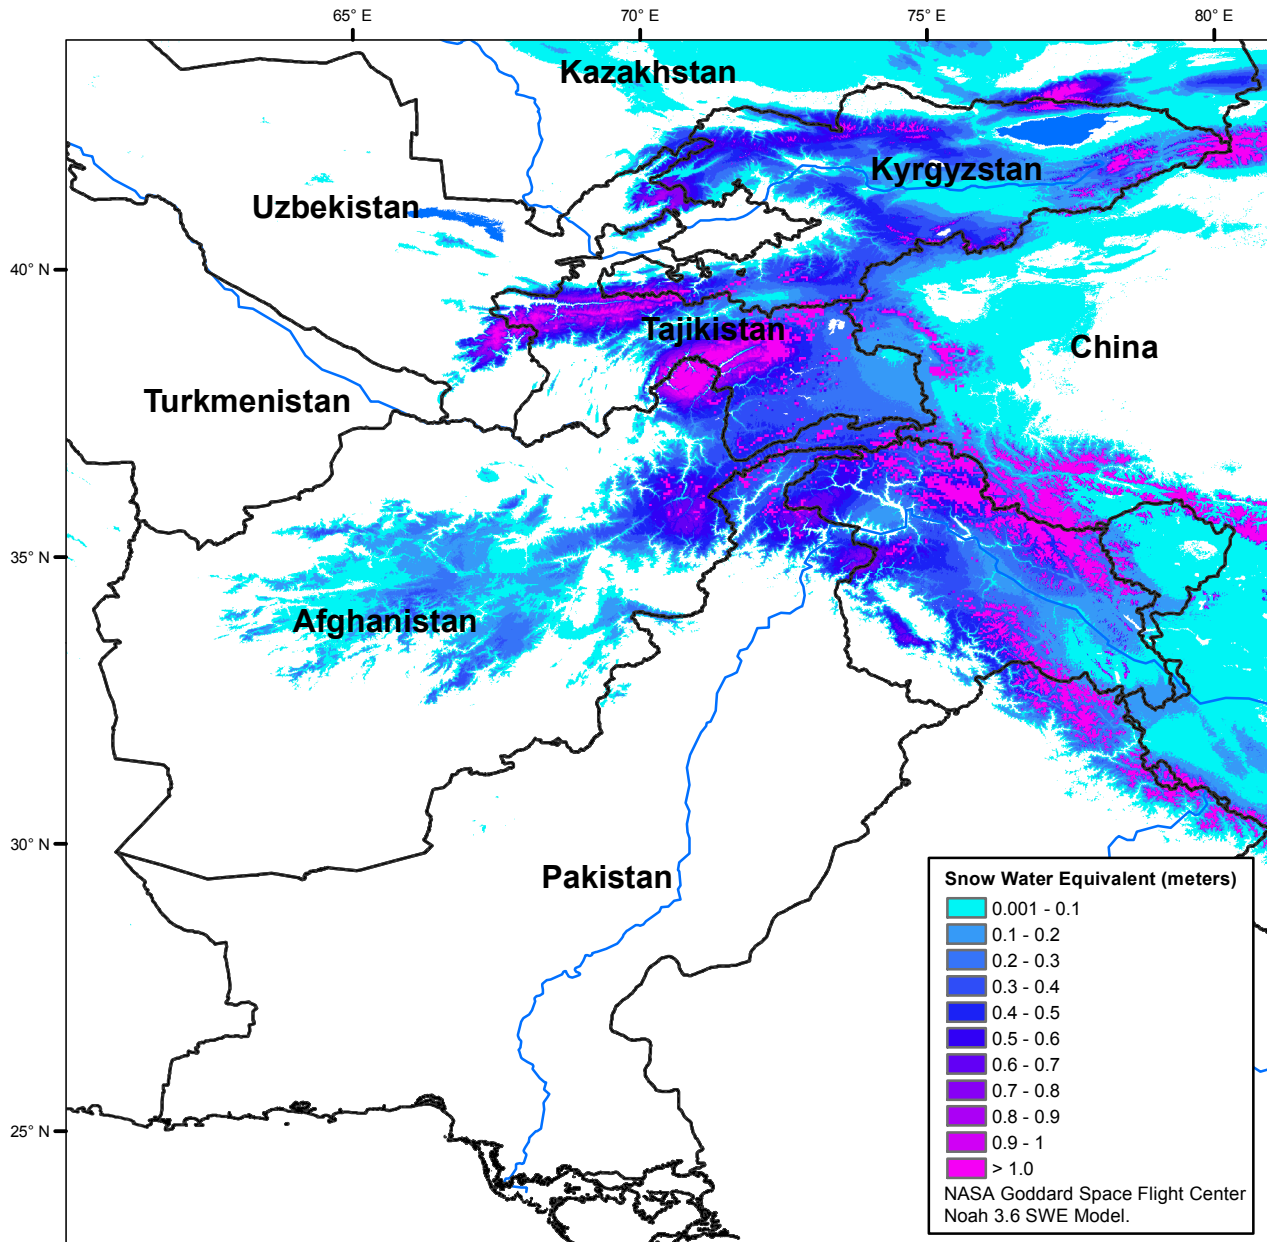 65° E
70° E
75° E
80° E
Kazakhstan
Kyrgyzstan
Uzbekistan
40° N
Tajikistan
China
Turkmenistan
35° N
Afghanistan
30° N
Pakistan
25° N
Snow Water Equivalent (meters)
0.001 - 0.1
0.1 - 0.2
0.2 - 0.3
0.3 - 0.4
0.4 - 0.5
0.5 - 0.6
0.6 - 0.7
0.7 - 0.8
0.8 - 0.9
0.9 - 1
> 1.0
NASA Goddard Space Flight Center
Noah 3.6 SWE Model.